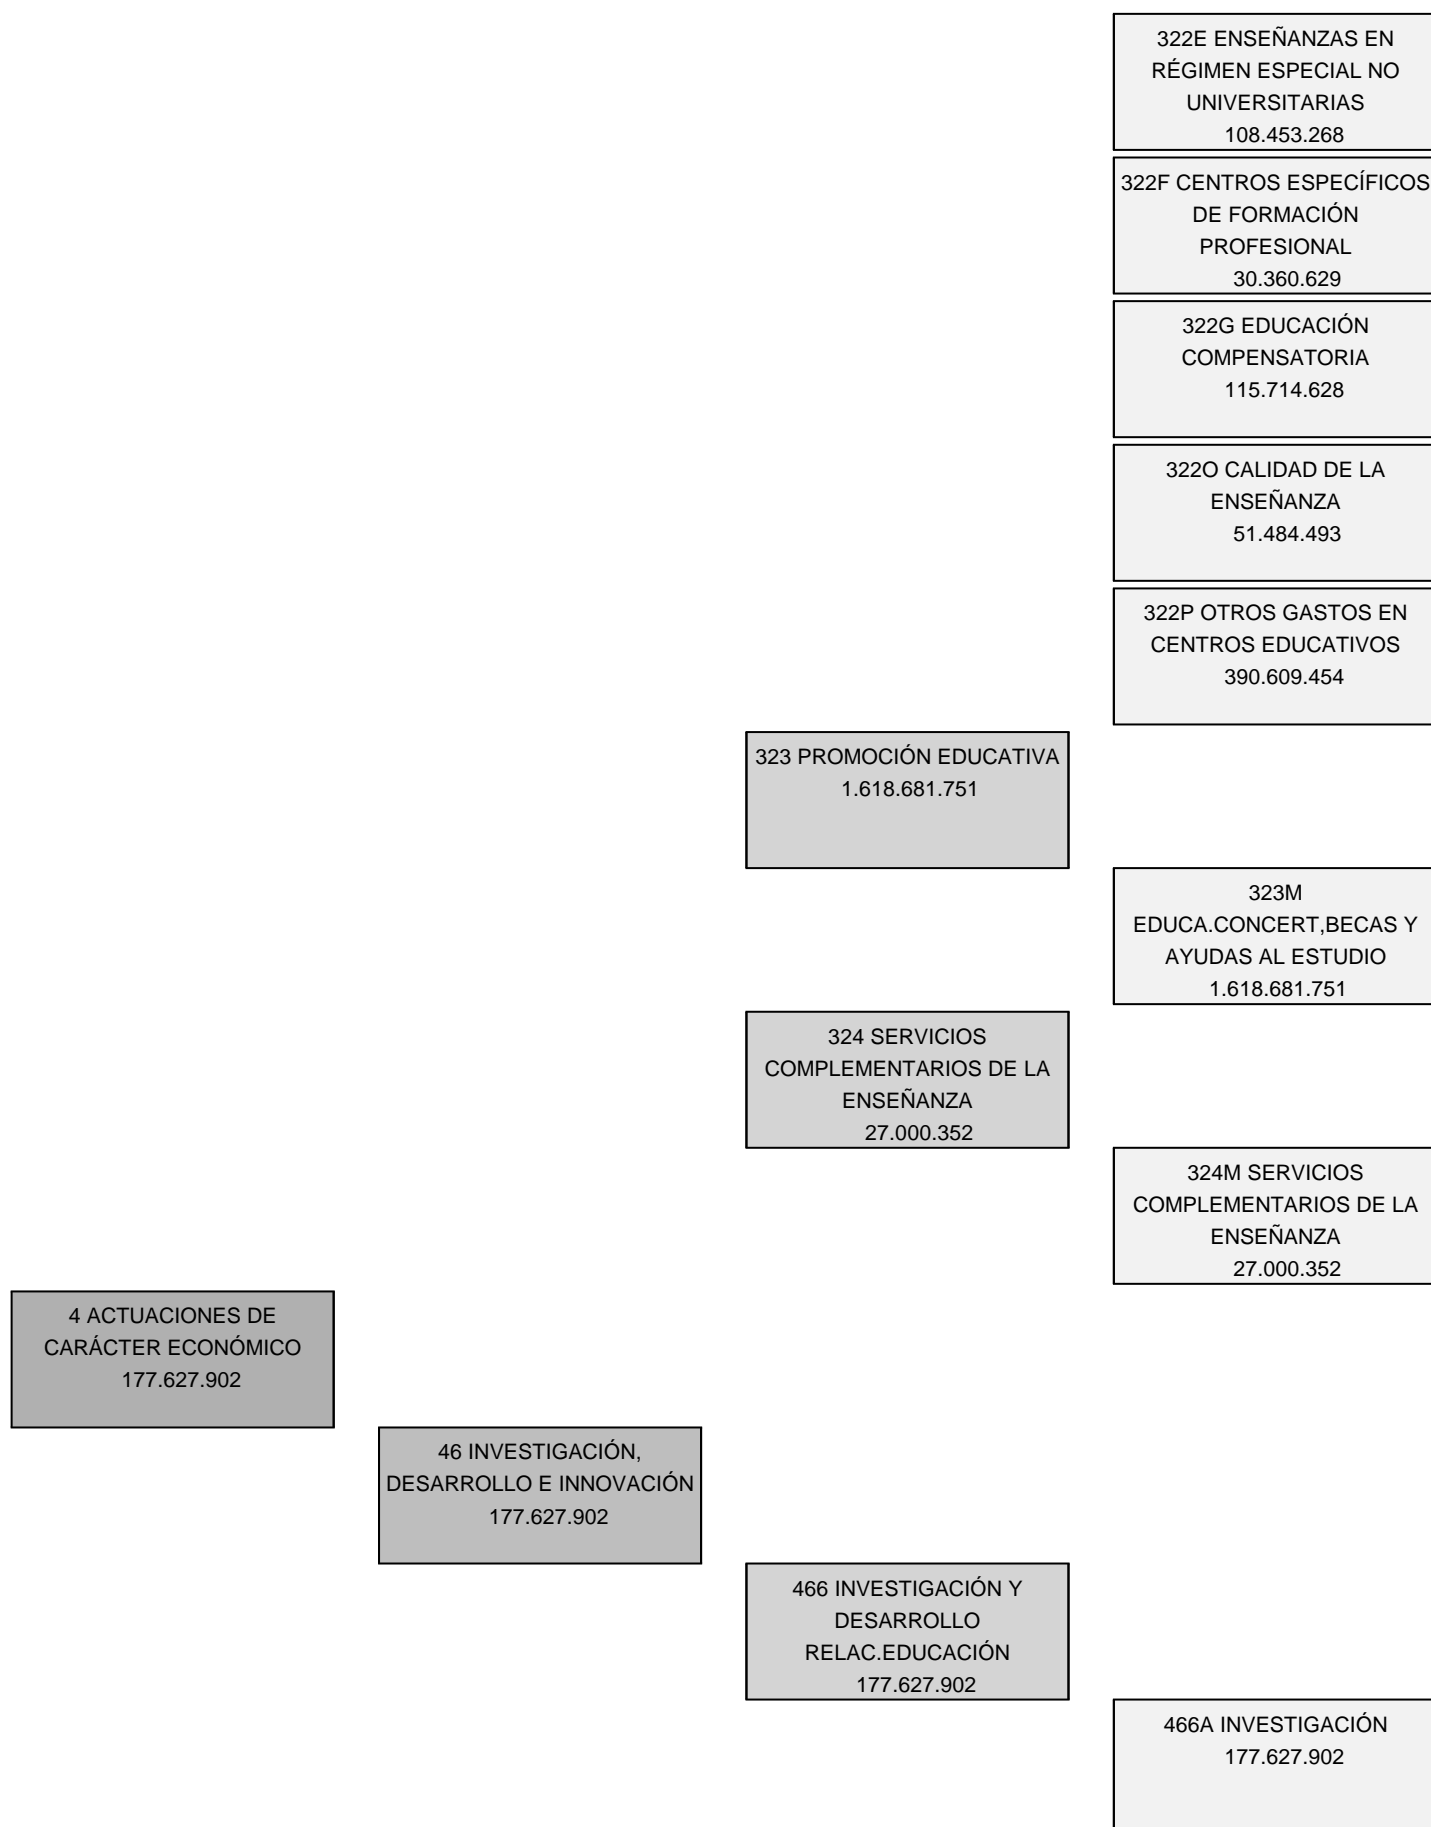 322E ENSEÑANZAS EN
RÉGIMEN ESPECIAL NO
UNIVERSITARIAS
108.453.268
322F CENTROS ESPECÍFICOS
DE FORMACIÓN
PROFESIONAL
30.360.629
322G EDUCACIÓN
COMPENSATORIA
115.714.628
322O CALIDAD DE LA
ENSEÑANZA
51.484.493
322P OTROS GASTOS EN
CENTROS EDUCATIVOS
390.609.454
323 PROMOCIÓN EDUCATIVA
1.618.681.751
323M
EDUCA.CONCERT,BECAS Y
AYUDAS AL ESTUDIO
1.618.681.751
324 SERVICIOS
COMPLEMENTARIOS DE LA
ENSEÑANZA
27.000.352
324M SERVICIOS
COMPLEMENTARIOS DE LA
ENSEÑANZA
27.000.352
4 ACTUACIONES DE
CARÁCTER ECONÓMICO
177.627.902
46 INVESTIGACIÓN,
DESARROLLO E INNOVACIÓN
177.627.902
466 INVESTIGACIÓN Y
DESARROLLO
RELAC.EDUCACIÓN
177.627.902
466A INVESTIGACIÓN
177.627.902